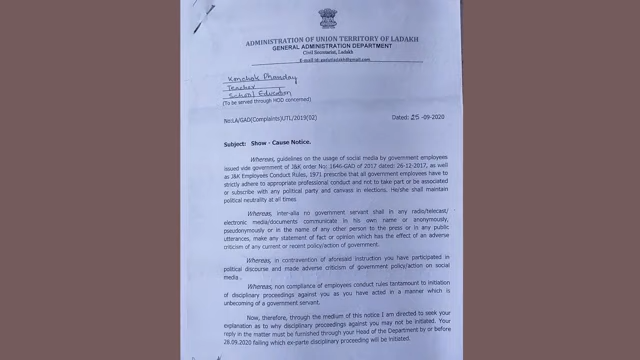 ADMINISTRATION OF UNION TERRITORY OF LADAKH
GENERAL ADMINISTRATION DEPARTMENT
Civil Secretariat, Ladakh
Konchok Phanday
Teacher
School Education
(To be served through HOD concerned)
No:LA/GAD(Complaints)UTL/2019(02)
Dated: 25 -09-2020
Subject: Show - Cause Notice.
Whereas, guidelines on the usage of social media by government employees
issued vide government of J&K order No: 1646-GAD of 2017 dated; 26-12-2017, as well
as J&K Employees Conduct Rules, 1971 prescribe that all government employees have to
strictly adhere to appropriate professional conduct and not to take part or be associated
or subscribe with any political party and canvass in elections. He/she shall maintain
political neutrality at all times.
Whereas, inter-alia no government servant shall in any radio/telecast/
electronic media/documents communicate in his own name or anonymously,
pseudonymously or in the name of any other person to the press or in any public
utterances, make any statement of fact or opinion which has the effect of an adverse
criticism of any current or recent policy/action of government.
Whereas, in contravention of aforesaid instruction you have participated in
political discourse and made adverse criticism of government policy/action on social
media .
Whereas, non compliance of employees conduct rules tantamount to initiation
of disciplinary proceedings against you as you have acted in a manner which is
unbecoming of a government servant.
Now, therefore, through the medium of this notice I am directed to seek your
explanation as to why disciplinary proceedings against you may not be initiated. Your
reply in the matter must be furnished through your Head of the Department by or before
28.09.2020 failing which ex-parte disciplinary proceeding will be initiated.